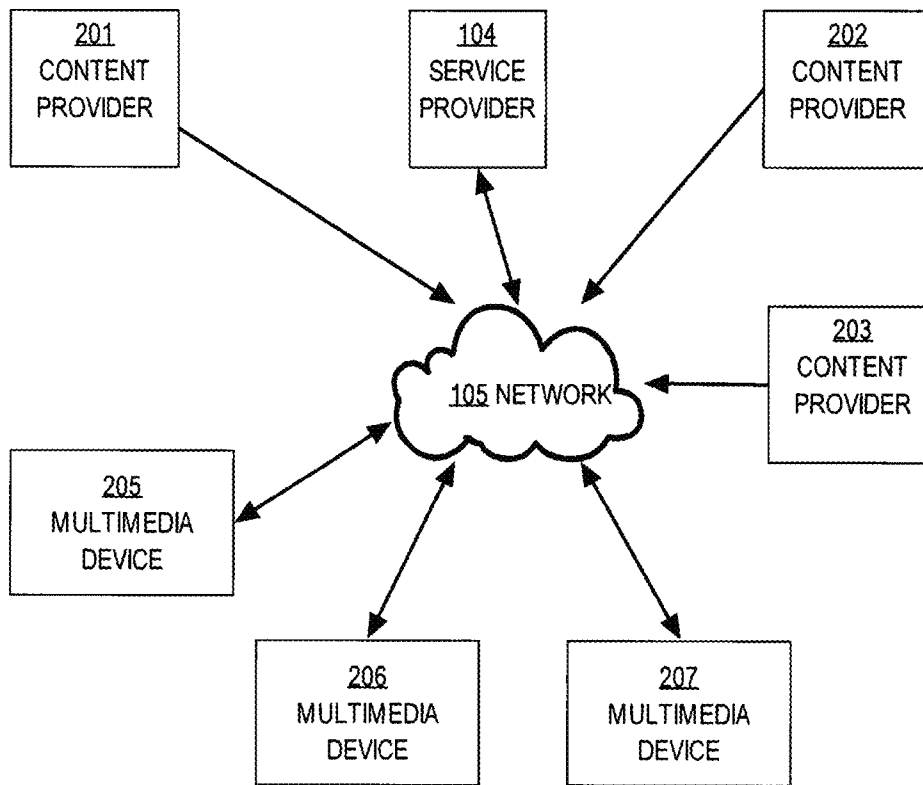 201
CONTENT
PROVIDER
104
SERVICE
PROVIDER
202
CONTENT
PROVIDER
203
CONTENT
PROVIDER
105 NETWORK
205
MULTIMEDIA
DEVICE
206
MULTIMEDIA
DEVICE
207
MULTIMEDIA
DEVICE